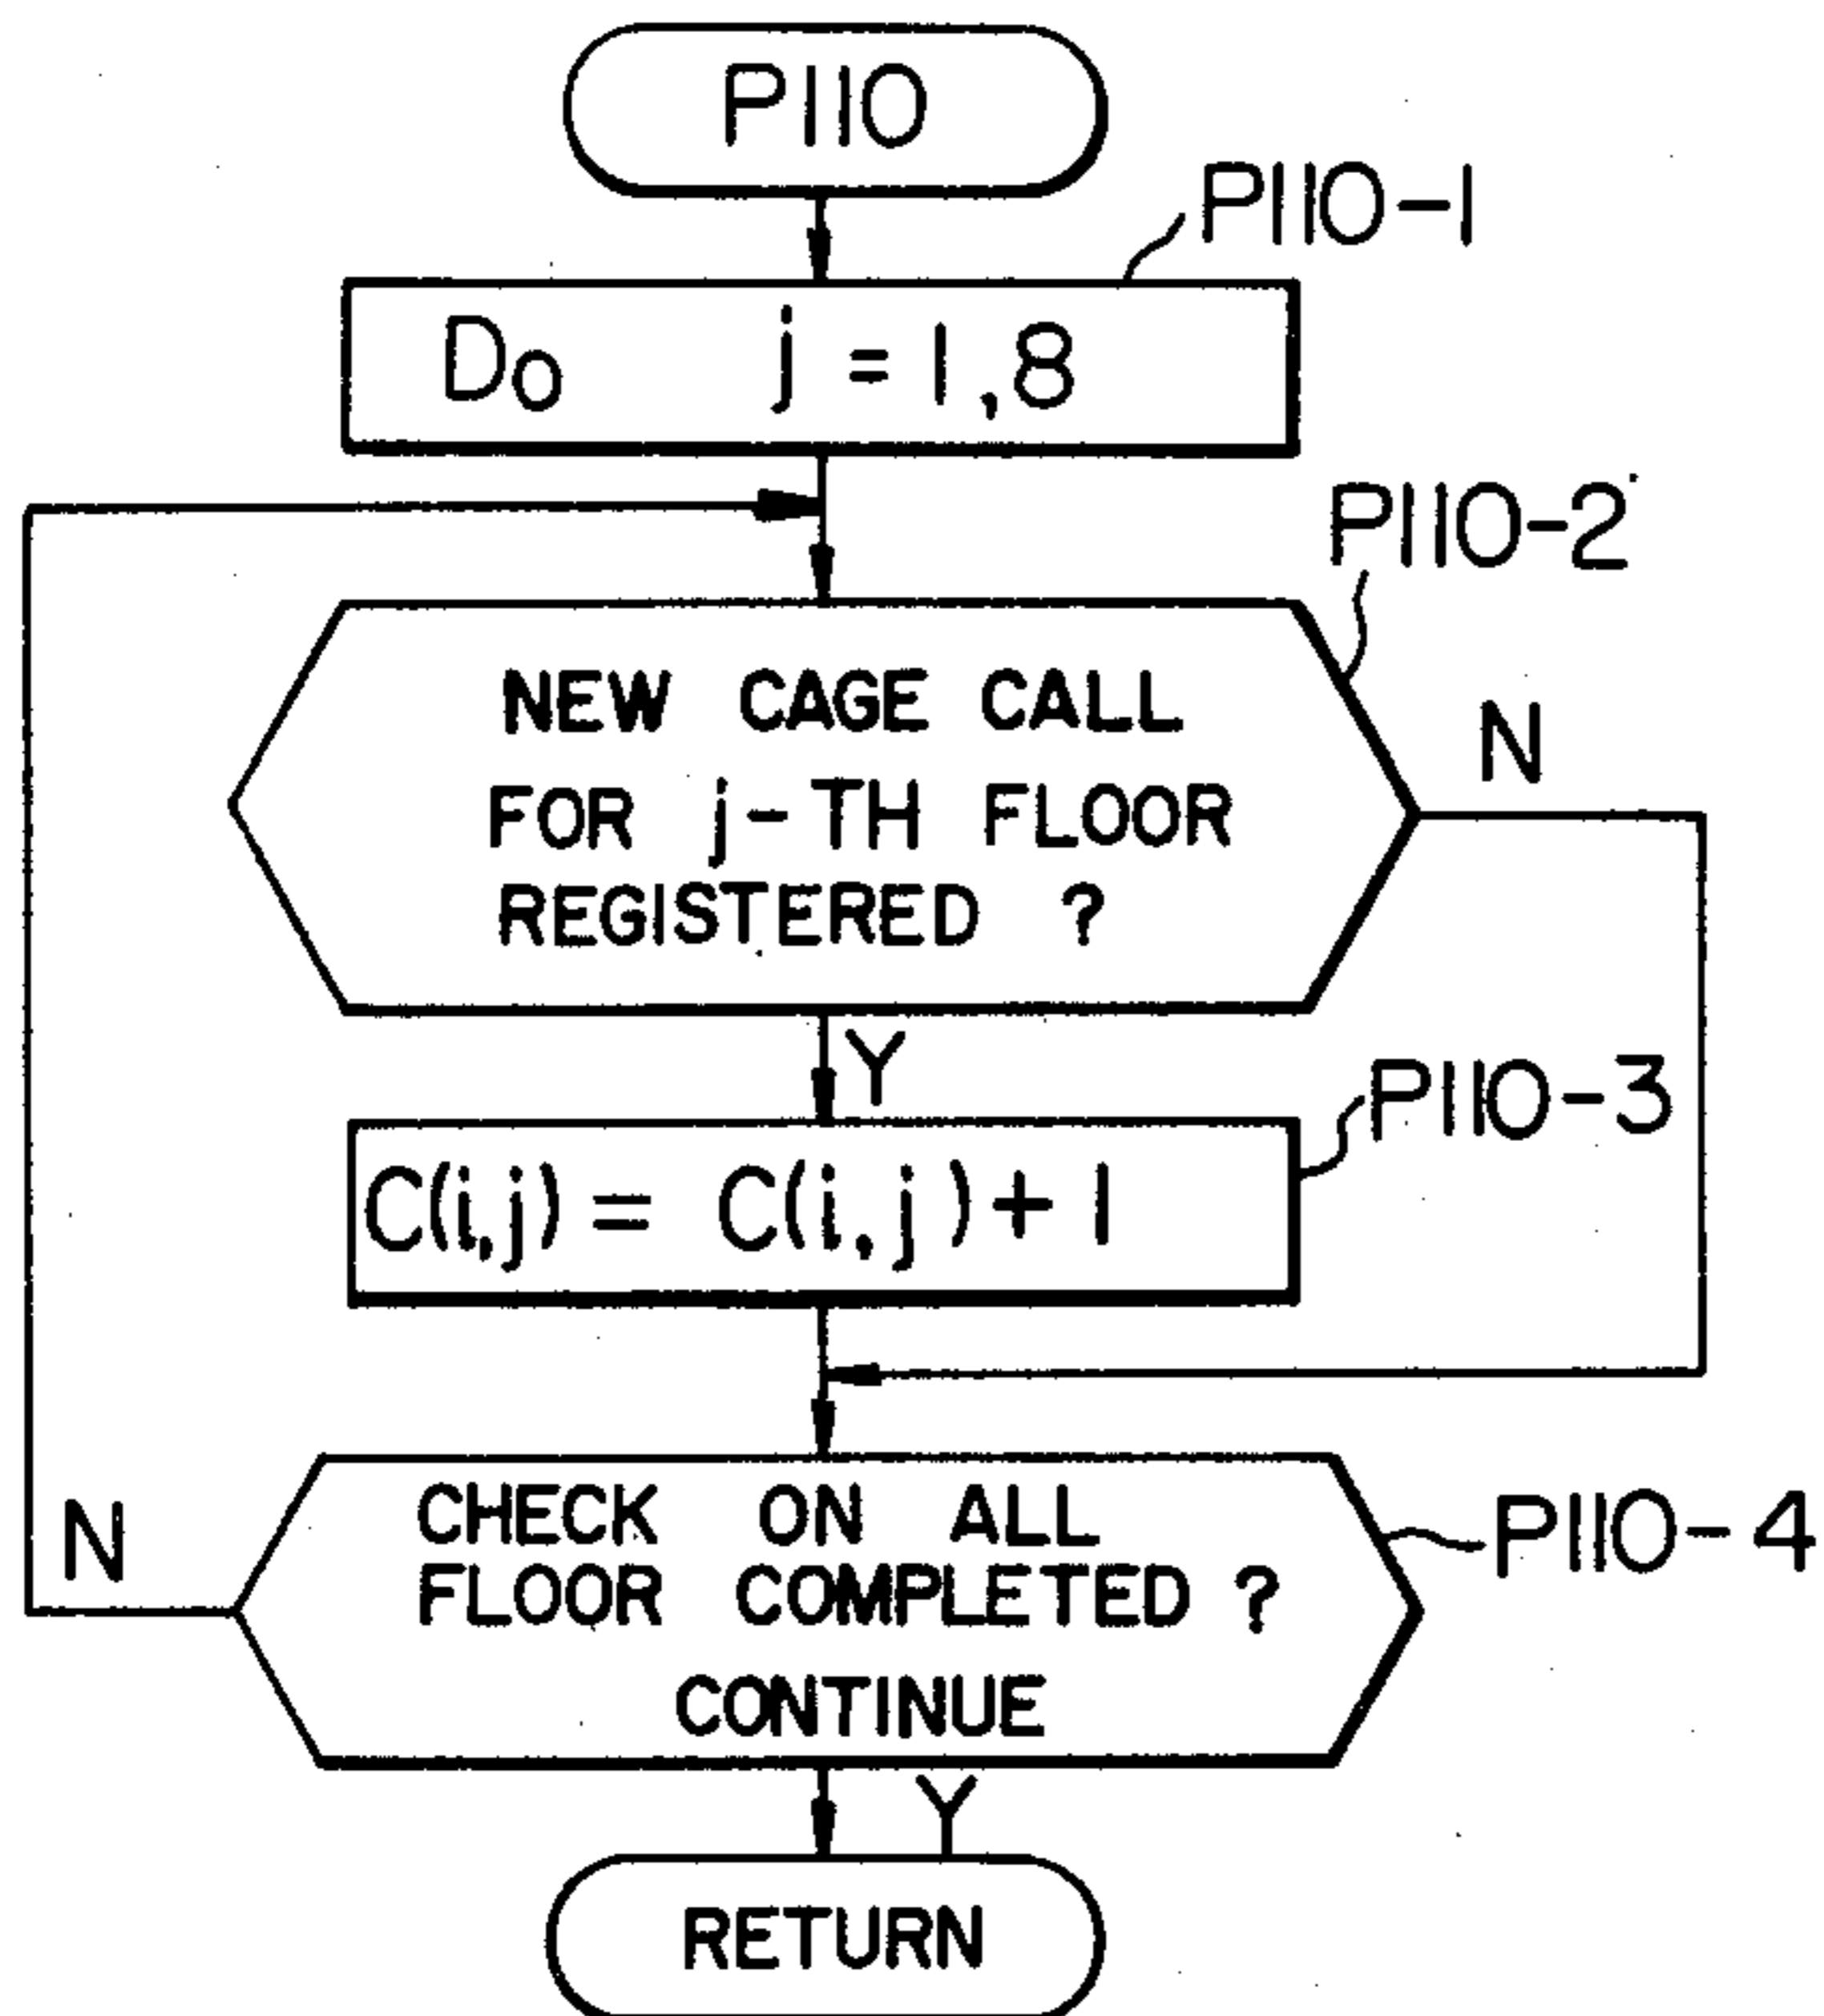 P110
P110-1
Do j = 1,8
P110-2
NEW CAGE CALL
FOR j-TH FLOOR
REGISTERED ?
N
Y
P110-3
C(i,j) = C(i,j)+1
CHECK ON ALL
FLOOR COMPLETED ?
CONTINUE
N
P110-4
Y
RETURN